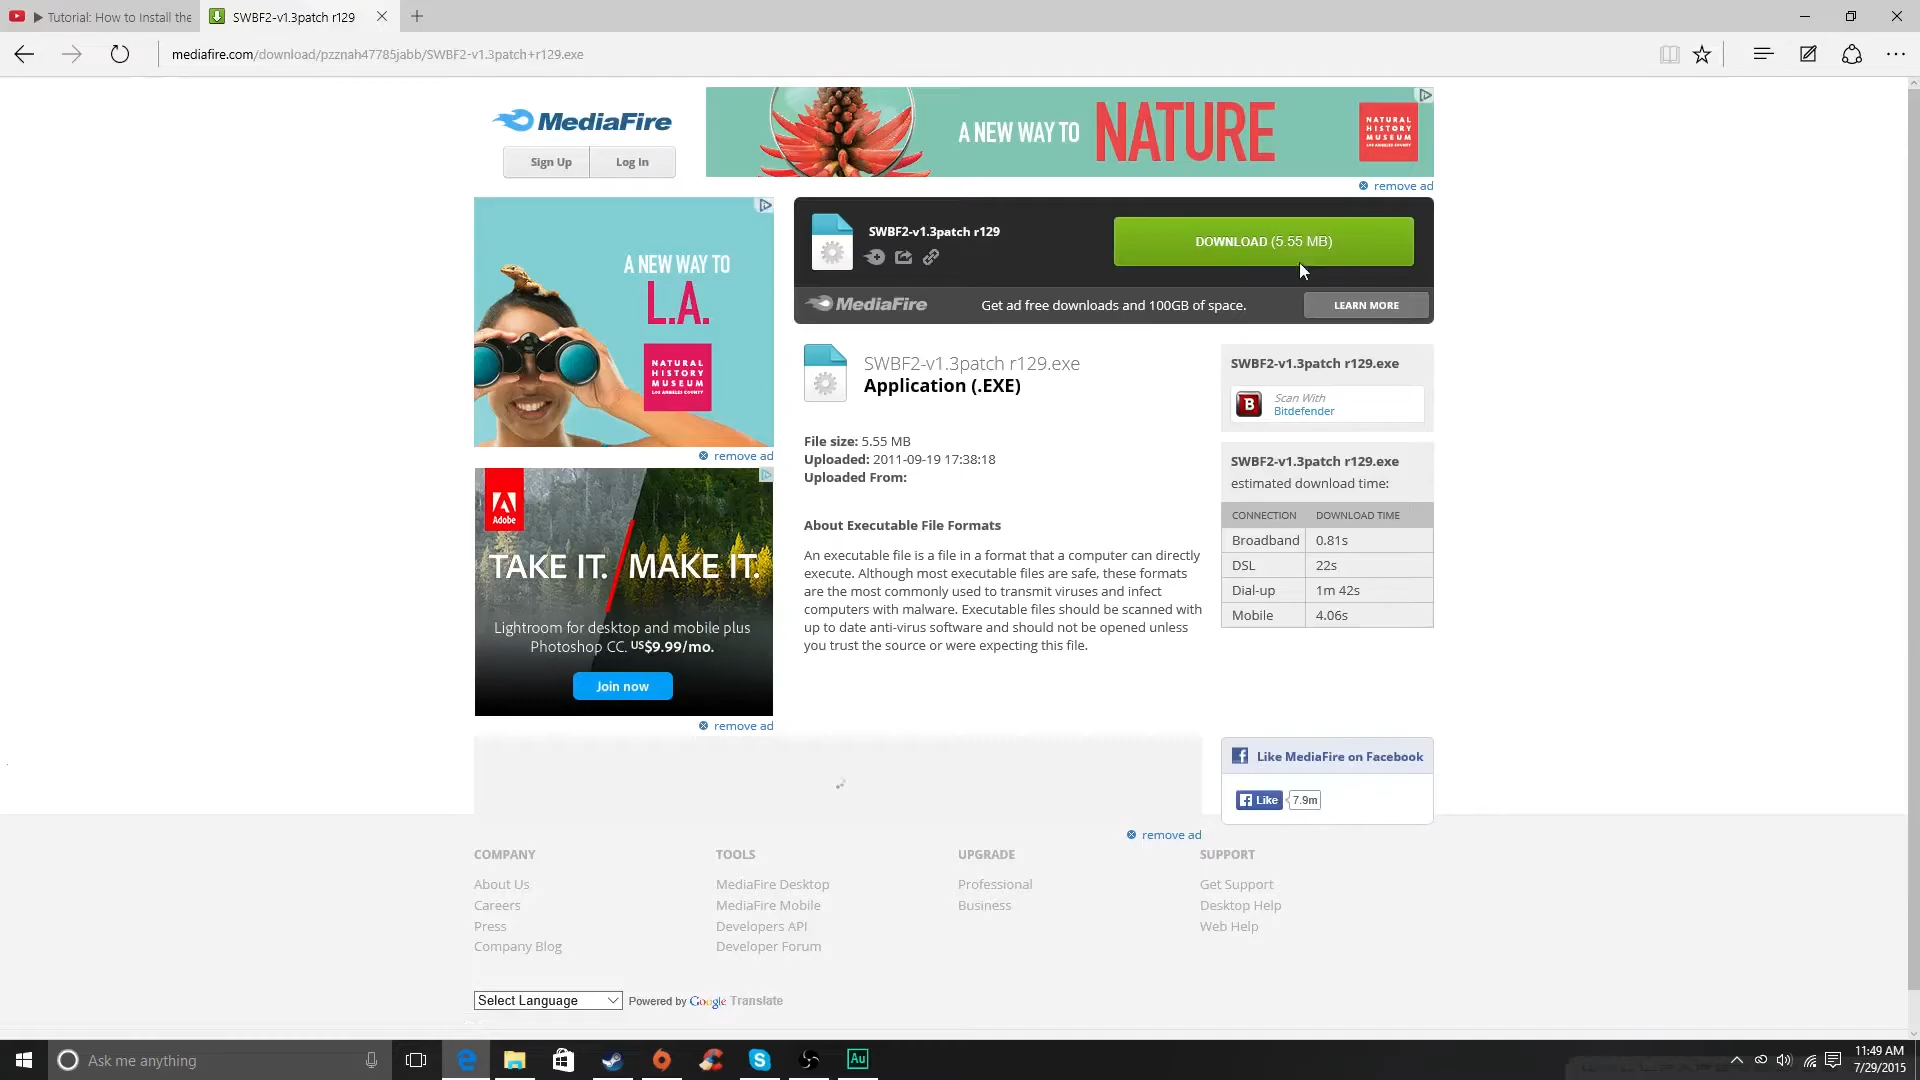 ▶ Tutorial: How to Install the
SWBF2-v1.3patch r129
mediafire.com/download/pzznah47785jabb/SWBF2-v1.3patch+r129.exe
MediaFire
Sign Up
Log In
A NEW WAY TO NATURE
NATURAL
HISTORY
MUSEUM
LOS ANGELES COUNTY
remove ad
A NEW WAY TO
L.A.
NATURAL
HISTORY
MUSEUM
LOS ANGELES COUNTY
remove ad
SWBF2-v1.3patch r129
DOWNLOAD (5.55 MB)
MediaFire
Get ad free downloads and 100GB of space.
LEARN MORE
SWBF2-v1.3patch r129.exe
Application (.EXE)
File size: 5.55 MB
Uploaded: 2011-09-19 17:38:18
Uploaded From:
About Executable File Formats
An executable file is a file in a format that a computer can directly
execute. Although most executable files are safe, these formats
are the most commonly used to transmit viruses and infect
computers with malware. Executable files should be scanned with
up to date anti-virus software and should not be opened unless
you trust the source or were expecting this file.
SWBF2-v1.3patch r129.exe
B
Scan With
Bitdefender
SWBF2-v1.3patch r129.exe
estimated download time:
CONNECTION DOWNLOAD TIME
Broadband 0.81s
DSL 22s
Dial-up 1m 42s
Mobile 4.06s
Adobe
TAKE IT. / MAKE IT.
Lightroom for desktop and mobile plus
Photoshop CC. US$9.99/mo.
Join now
remove ad
Like MediaFire on Facebook
Like 7.9m
remove ad
COMPANY
About Us
Careers
Press
Company Blog
TOOLS
MediaFire Desktop
MediaFire Mobile
Developers API
Developer Forum
UPGRADE
Professional
Business
SUPPORT
Get Support
Desktop Help
Web Help
Select Language
Powered by Google Translate
Ask me anything
Au
11:49 AM
7/29/2015